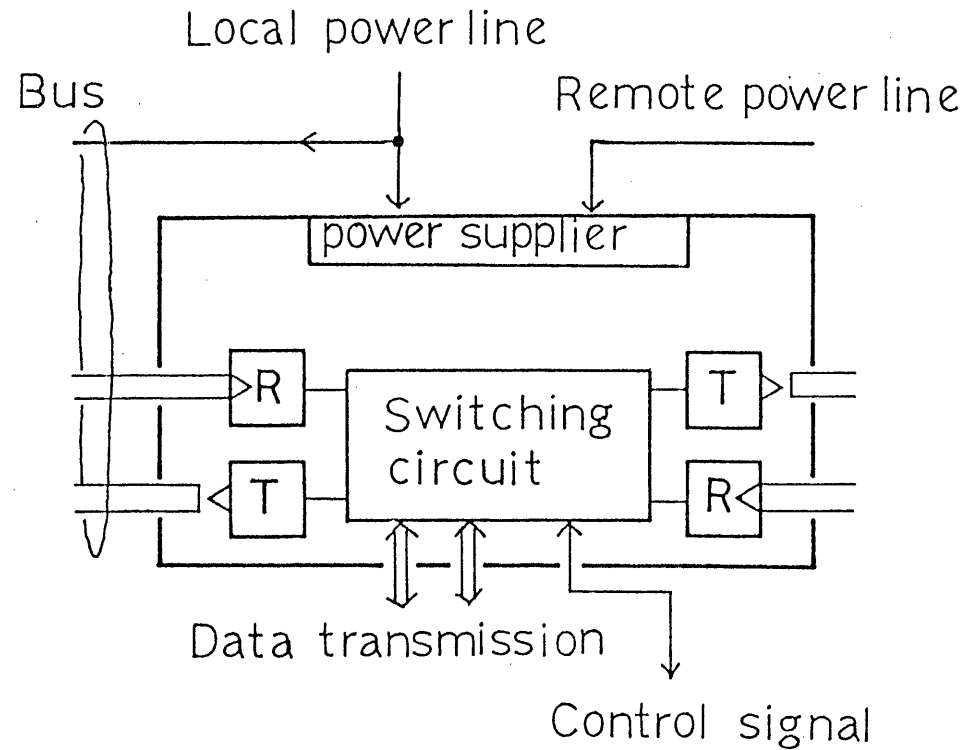 Local power line
Bus
Remote power line
power supplier
R
T
Switching
circuit
T
R
Data transmission
Control signal